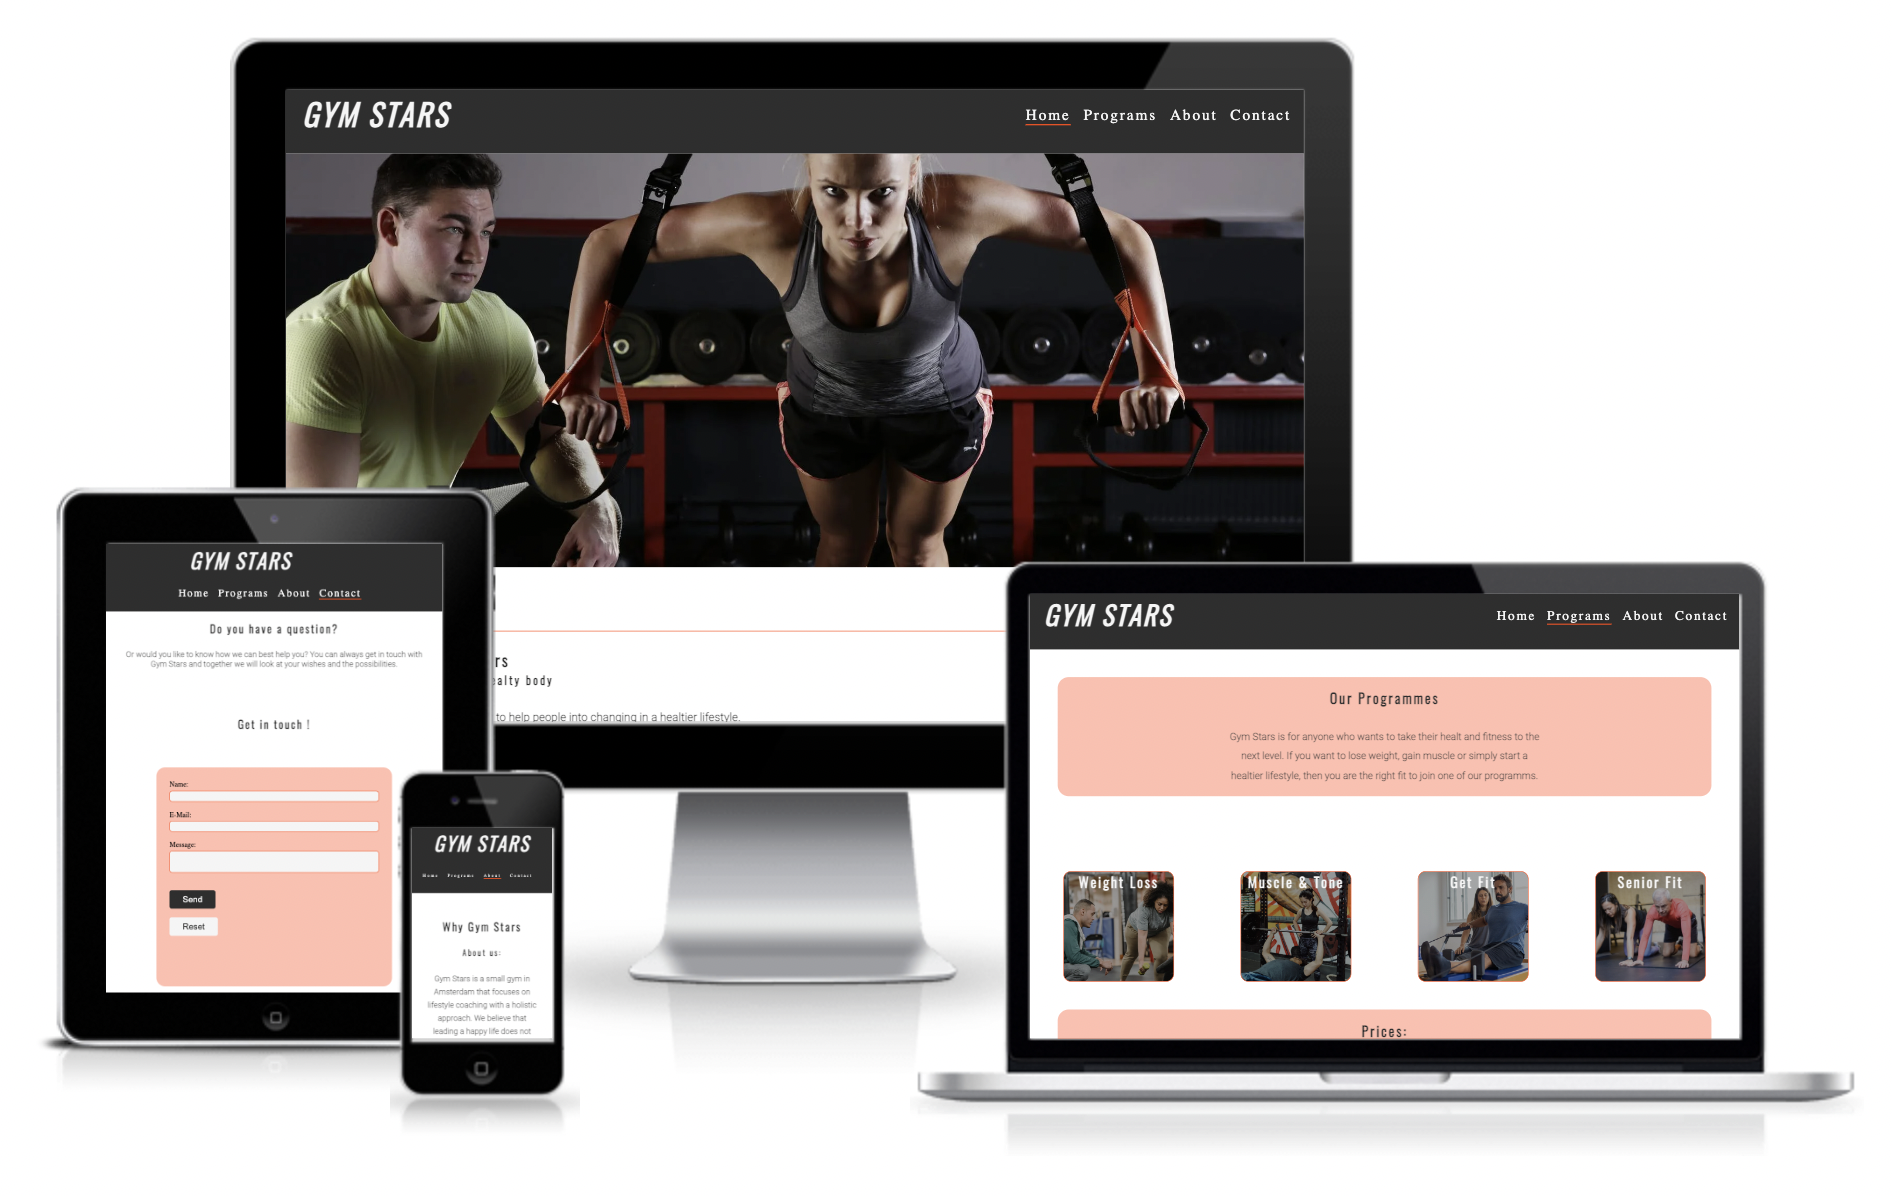 GYM STARS
Home Programs About Contact
rs
ealty body
to help people into changing in a healtier lifestyle.
GYM STARS
Home Programs About Contact
Do you have a question?
Or would you like to know how we can best help you? You can always get in touch with
Gym Stars and together we will look at your wishes and the possibilities.
Get in touch !
Name:
E-Mail:
Message:
Send
Reset
GYM STARS
Home Programs About Contact
Why Gym Stars
About us:
Gym Stars is a small gym in
Amsterdam that focuses on
lifestyle coaching with a holistic
approach. We believe that
leading a happy life does not
GYM STARS
Home Programs About Contact
Our Programmes
Gym Stars is for anyone who wants to take their healt and fitness to the
next level. If you want to lose weight, gain muscle or simply start a
healtier lifestyle, then you are the right fit to join one of our programms.
Weight Loss
Muscle & Tone
Get Fit
Senior Fit
Prices: